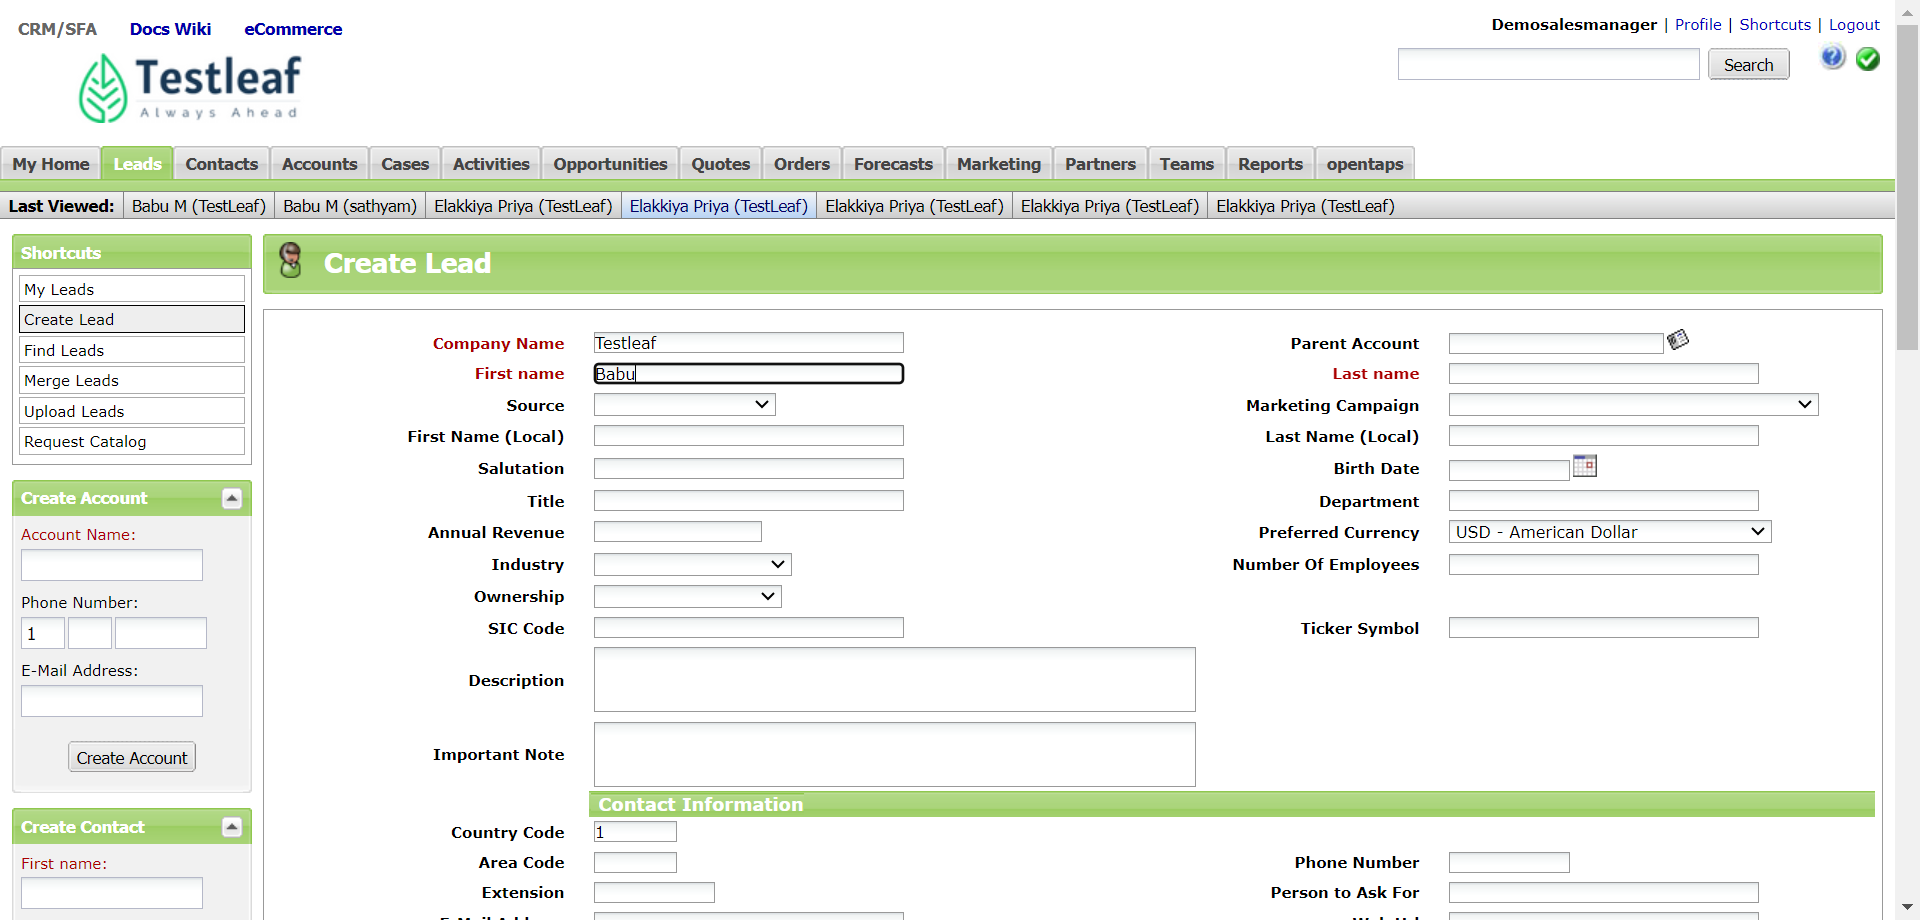 CRM/SFA Docs Wiki eCommerce
Demosalesmanager | Profile | Shortcuts | Logout
Testleaf
Always Ahead
Search
My Home Leads Contacts Accounts Cases Activities Opportunities Quotes Orders Forecasts Marketing Partners Teams Reports opentaps
Last Viewed: Babu M (TestLeaf) Babu M (sathyam) Elakkiya Priya (TestLeaf) Elakkiya Priya (TestLeaf) Elakkiya Priya (TestLeaf) Elakkiya Priya (TestLeaf) Elakkiya Priya (TestLeaf)
Shortcuts
My Leads
Create Lead
Find Leads
Merge Leads
Upload Leads
Request Catalog
Create Account
Account Name:
Phone Number:
1
E-Mail Address:
Create Account
Create Contact
First name:
Create Lead
Company Name Testleaf Parent Account
First name Babu Last name
Source Marketing Campaign
First Name (Local) Last Name (Local)
Salutation Birth Date
Title Department
Annual Revenue Preferred Currency USD - American Dollar
Industry Number Of Employees
Ownership
SIC Code Ticker Symbol
Description
Important Note
Contact Information
Country Code 1
Area Code Phone Number
Extension Person to Ask For